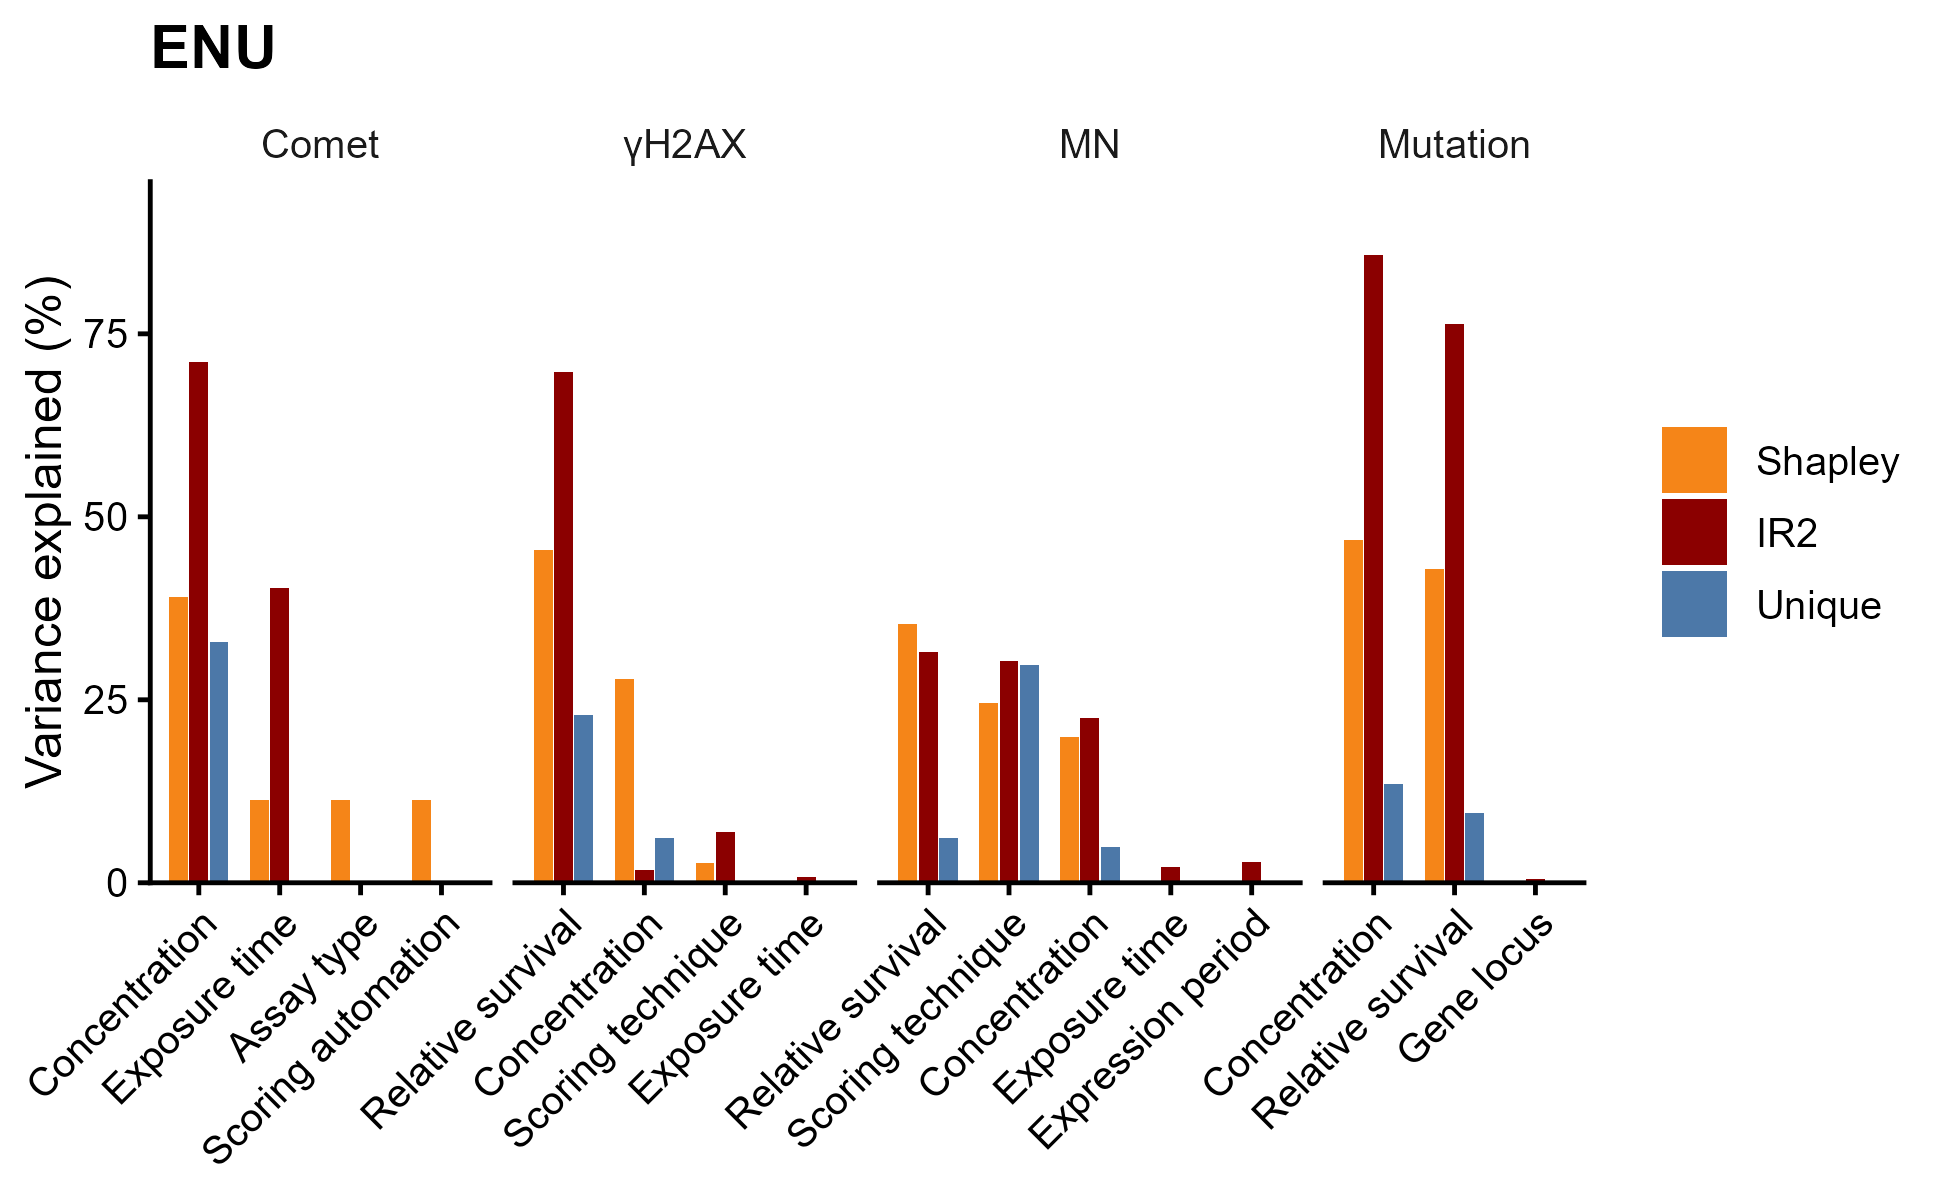 ENU
Comet
γH2AX
MN
Mutation
Variance explained (%)
75
50
25
0
Concentration
Exposure time
Assay type
Scoring automation
Relative survival
Concentration
Scoring technique
Exposure time
Relative survival
Scoring technique
Concentration
Exposure time
Expression period
Concentration
Relative survival
Gene locus
Shapley
IR2
Unique